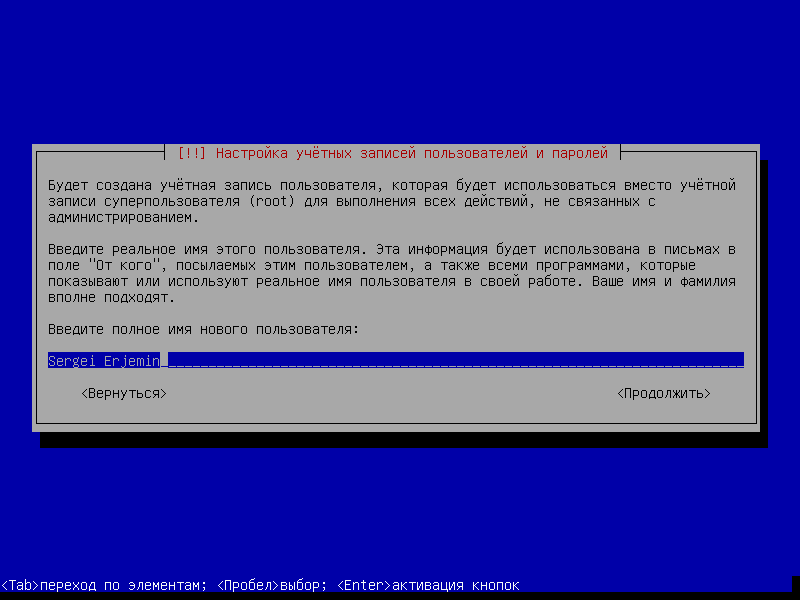 [!!] Настройка учётных записей пользователей и паролей
Будет создана учётная запись пользователя, которая будет использоваться вместо учётной
записи суперпользователя (root) для выполнения всех действий, не связанных с
администрированием.
Введите реальное имя этого пользователя. Эта информация будет использована в письмах в
поле "От кого", посылаемых этим пользователем, а также всеми программами, которые
показывают или используют реальное имя пользователя в своей работе. Ваше имя и фамилия
вполне подходят.
Введите полное имя нового пользователя:
Sergei Erjemin
<Вернуться> <Продолжить>
<Tab>переход по элементам; <Пробел>выбор; <Enter>активация кнопок